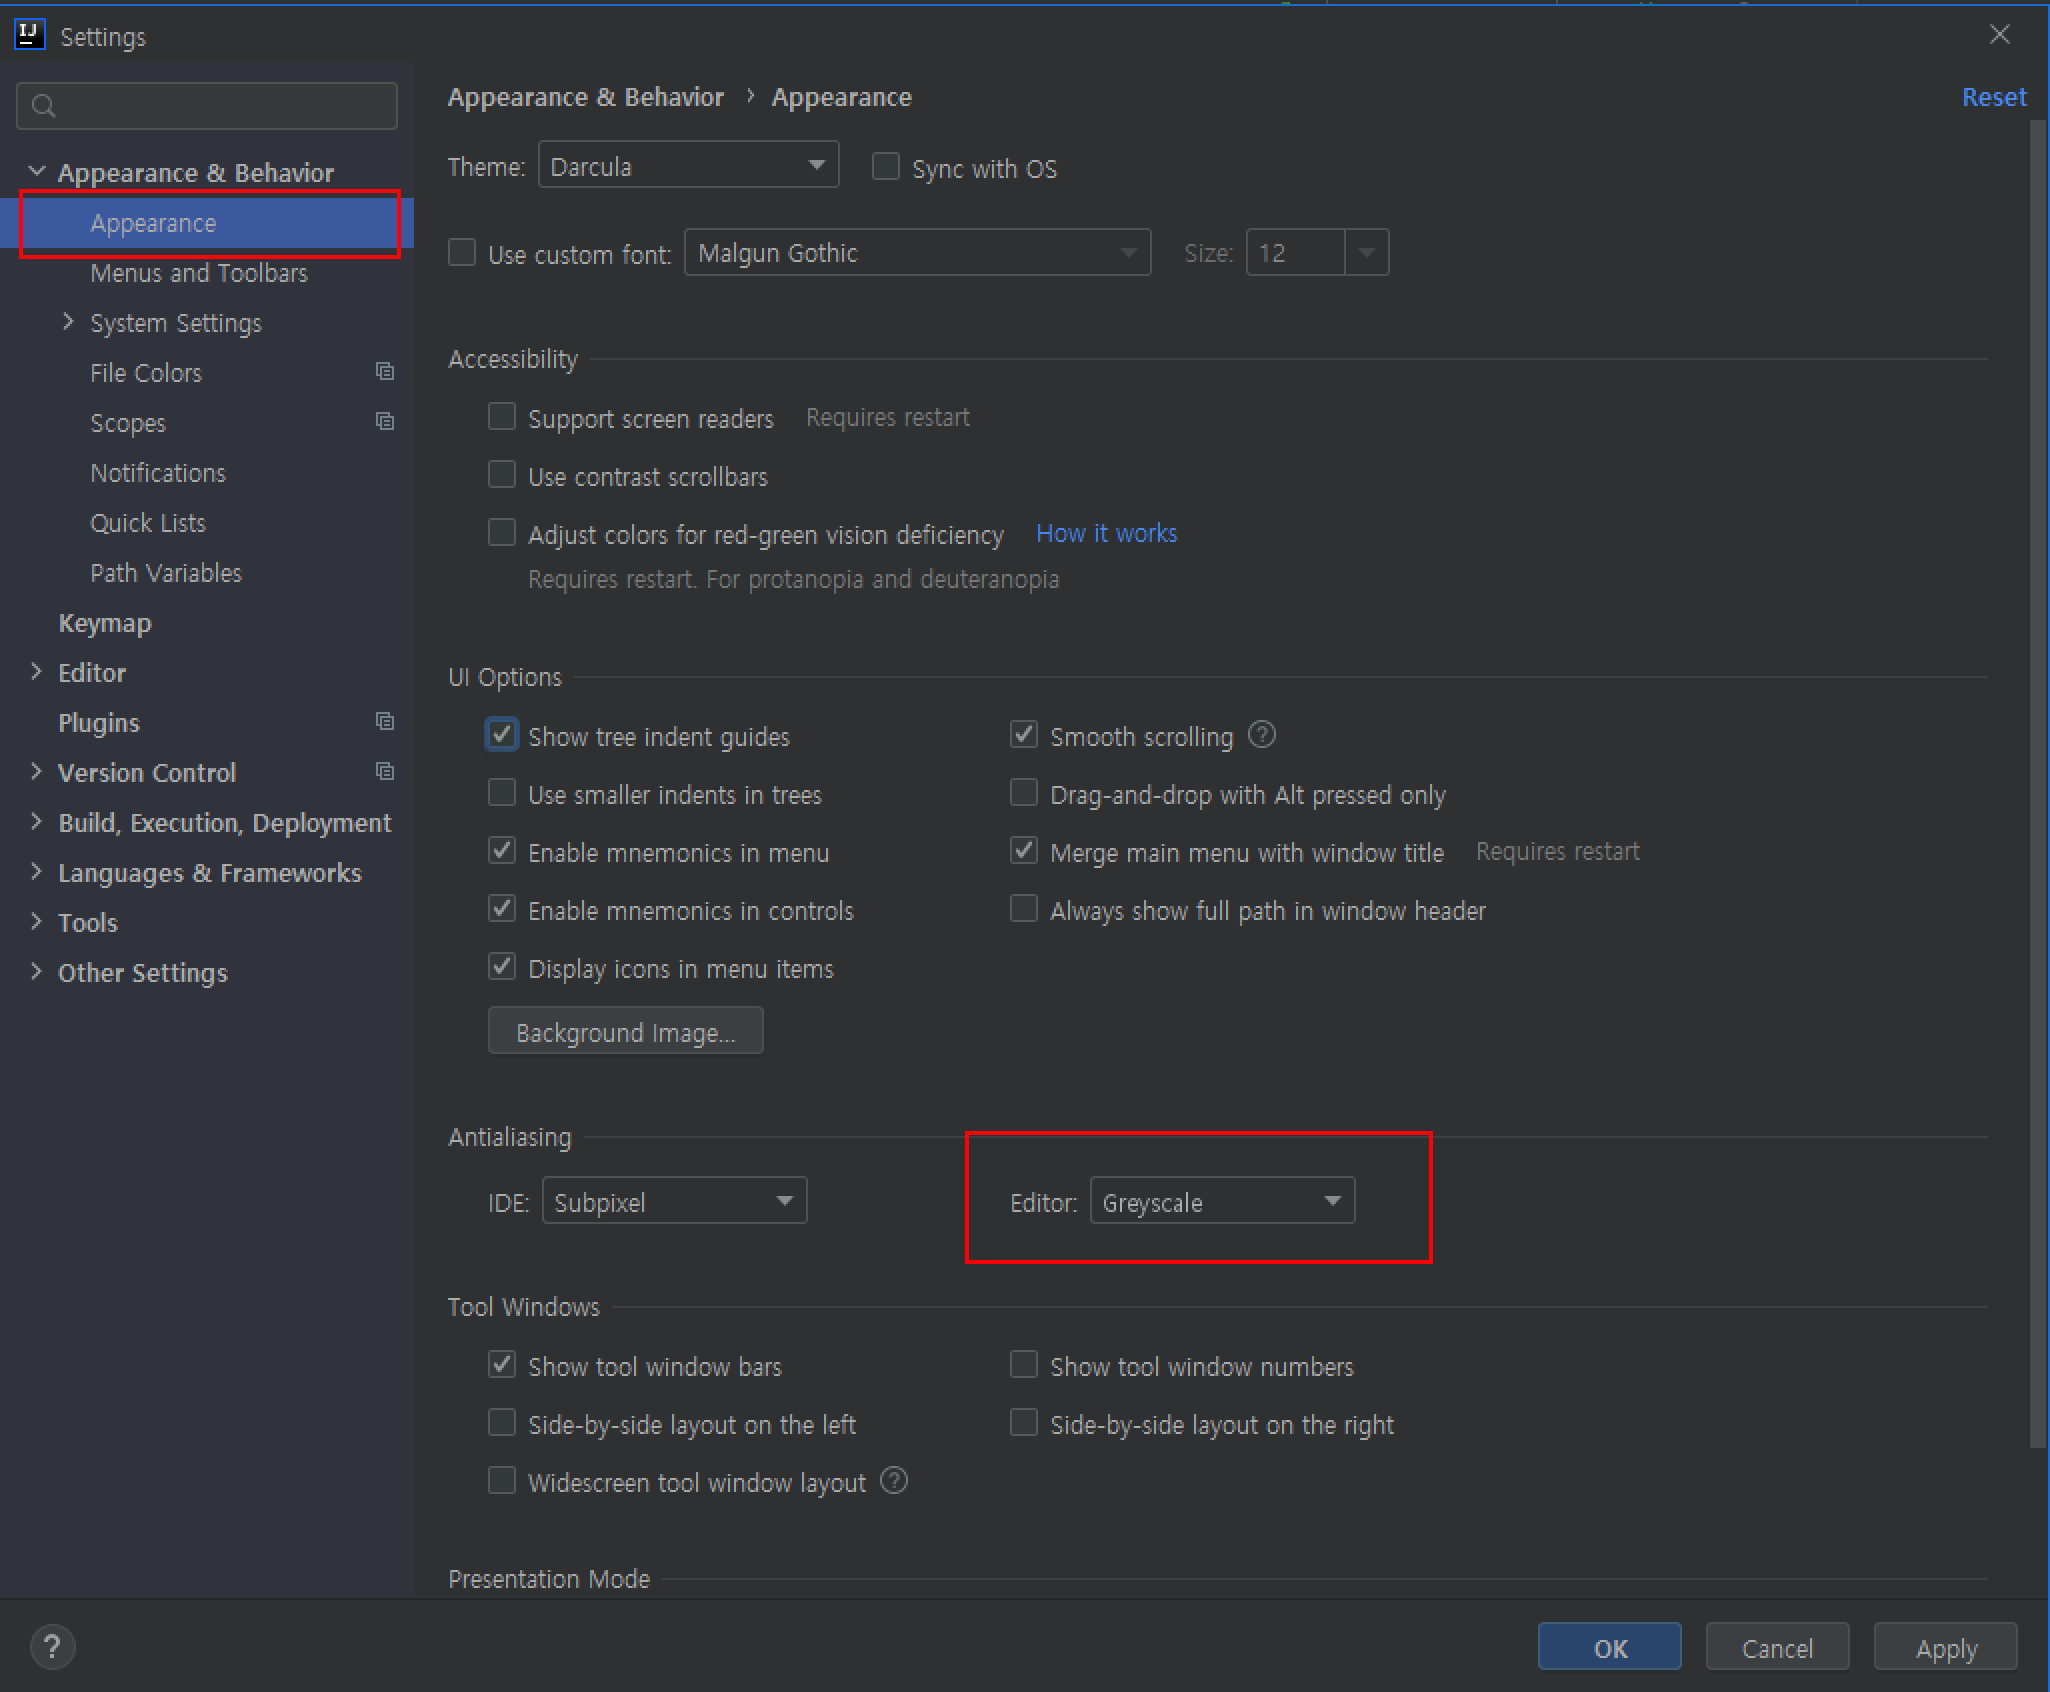 IJ Settings
Appearance & Behavior
Appearance
Menus and Toolbars
System Settings
File Colors
Scopes
Notifications
Quick Lists
Path Variables
Keymap
Editor
Plugins
Version Control
Build, Execution, Deployment
Languages & Frameworks
Tools
Other Settings
Appearance & Behavior › Appearance
Reset
Theme: Darcula Sync with OS
Use custom font: Malgun Gothic Size: 12
Accessibility
Support screen readers Requires restart
Use contrast scrollbars
Adjust colors for red-green vision deficiency How it works
Requires restart. For protanopia and deuteranopia
UI Options
Show tree indent guides Smooth scrolling ?
Use smaller indents in trees Drag-and-drop with Alt pressed only
Enable mnemonics in menu Merge main menu with window title Requires restart
Enable mnemonics in controls Always show full path in window header
Display icons in menu items
Background Image...
Antialiasing
IDE: Subpixel Editor: Greyscale
Tool Windows
Show tool window bars Show tool window numbers
Side-by-side layout on the left Side-by-side layout on the right
Widescreen tool window layout ?
Presentation Mode
? OK Cancel Apply